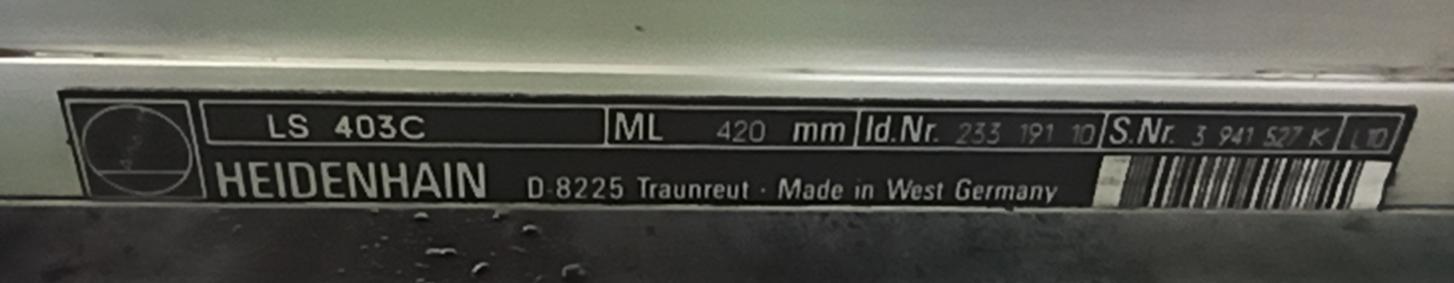 LS 403C ML 420 mm Id.Nr. 233 191 10 S.Nr. 3 941 527 K L10
HEIDENHAIN D-8225 Traunreut · Made in West Germany